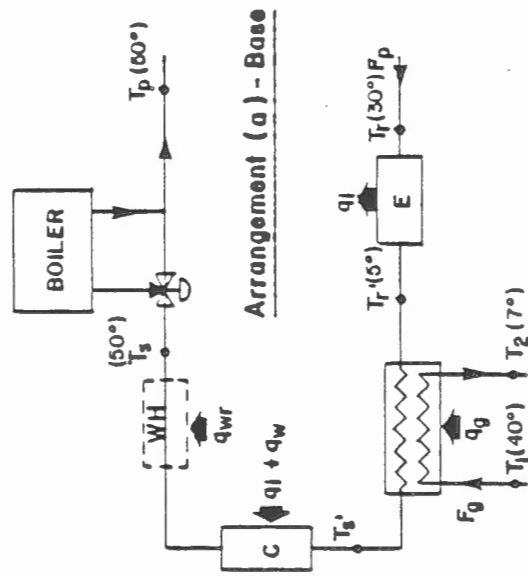 BOILER
Tp (60°)
(50°)
Ts
WH
qwr
Arrangement (a) - Base
C
ql + qw
Ts'
Tr' (5°)
ql
E
Tr (30°) Fp
qg
Fg
T1 (40°)
T2 (7°)